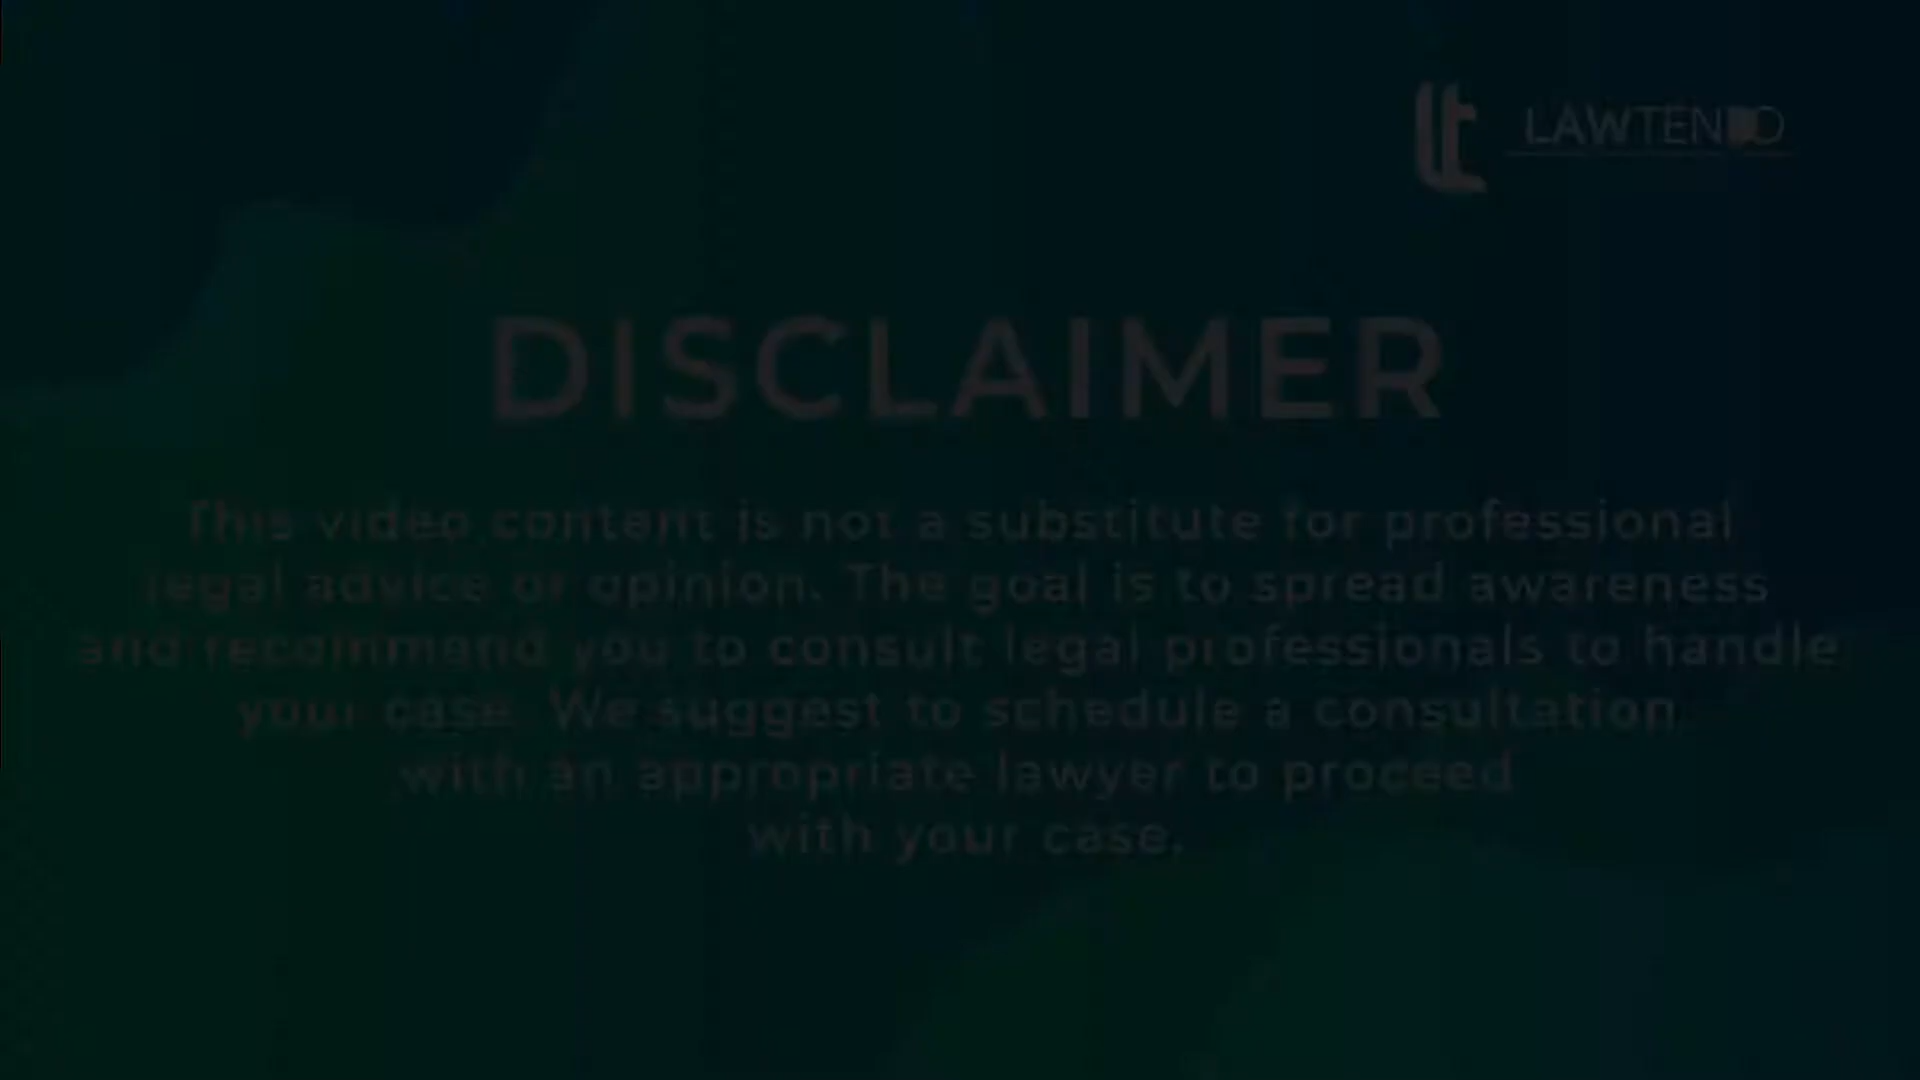 LAWTENDO
DISCLAIMER
This video content is not a substitute for professional
legal advice or opinion. The goal is to spread awareness
and recommend you to consult legal professionals to handle
your case. We suggest to schedule a consultation
with an appropriate lawyer to proceed
with your case.